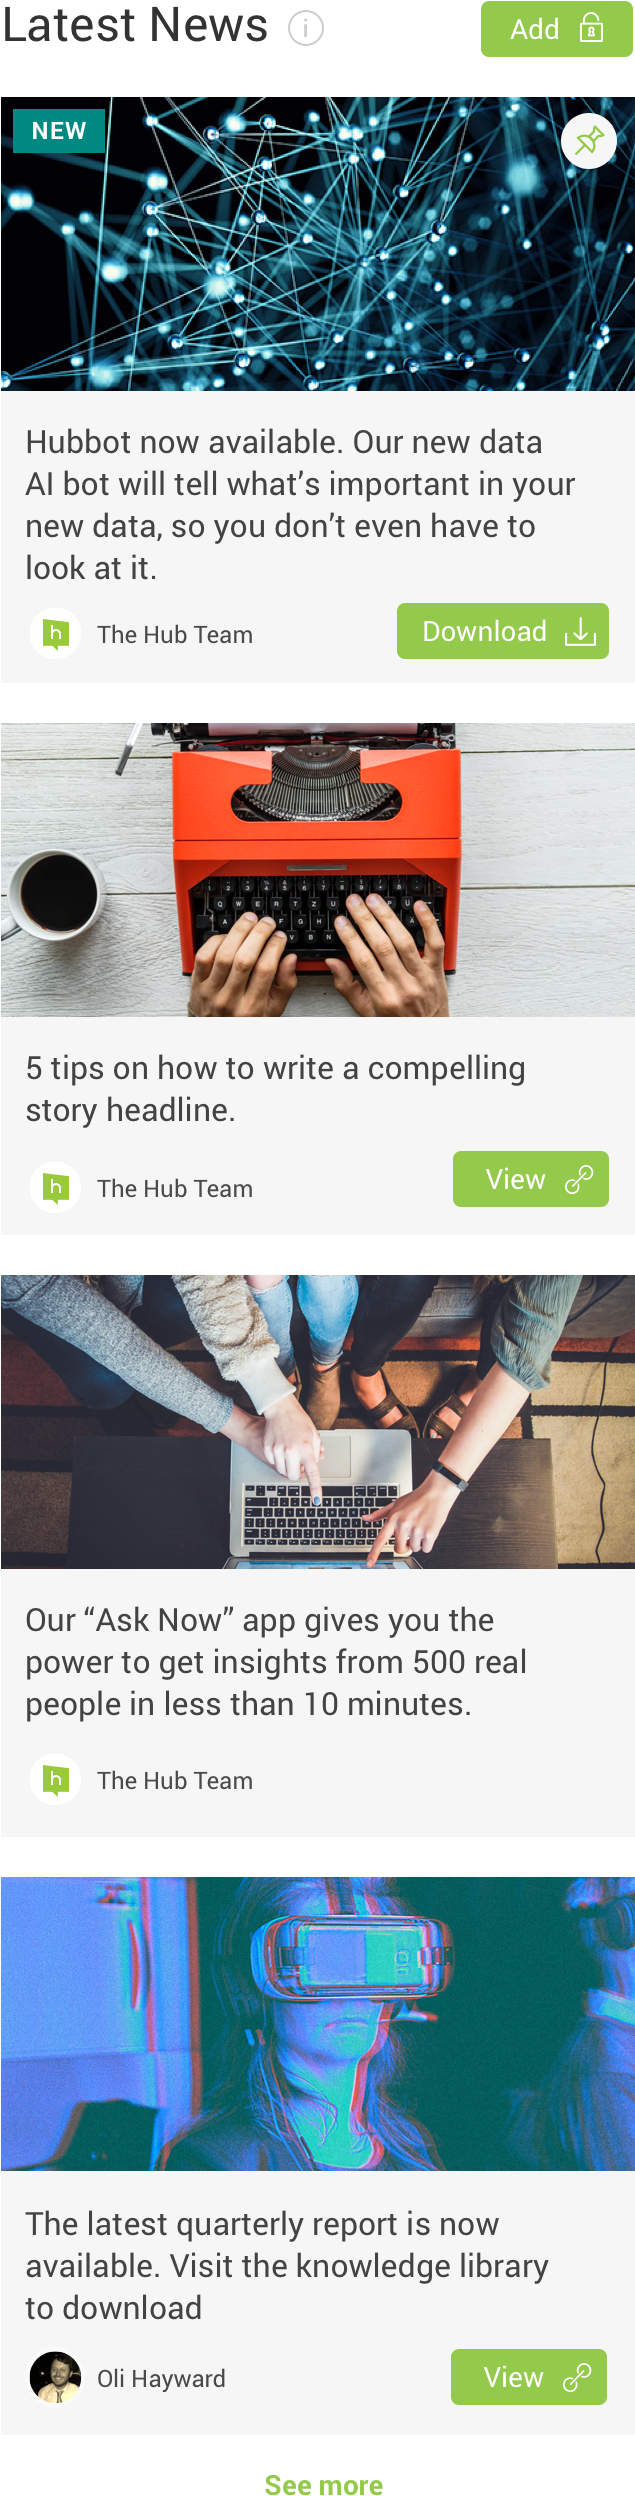 Latest News i
Add
NEW
Hubbot now available. Our new data
AI bot will tell what’s important in your
new data, so you don’t even have to
look at it.
h The Hub Team
Download
5 tips on how to write a compelling
story headline.
h The Hub Team
View
Our “Ask Now” app gives you the
power to get insights from 500 real
people in less than 10 minutes.
h The Hub Team
The latest quarterly report is now
available. Visit the knowledge library
to download
Oli Hayward
View
See more